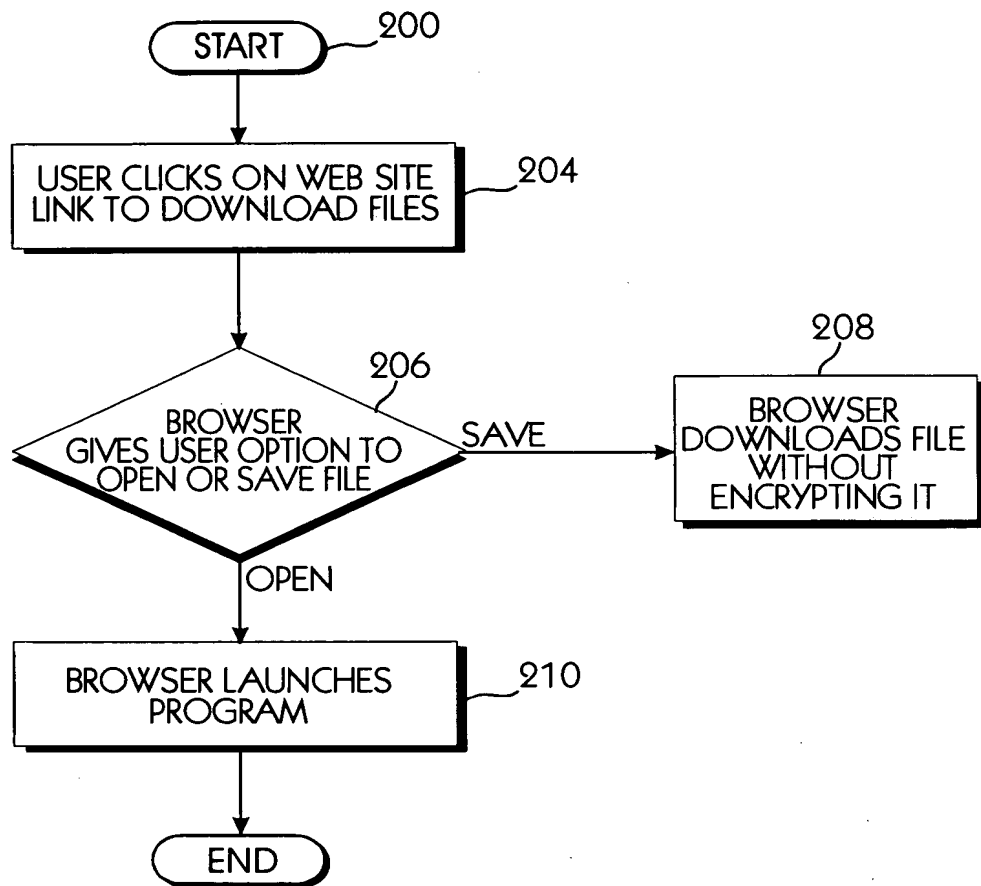 START
200
USER CLICKS ON WEB SITE
LINK TO DOWNLOAD FILES
204
206
BROWSER
GIVES USER OPTION TO
OPEN OR SAVE FILE
SAVE
208
BROWSER
DOWNLOADS FILE
WITHOUT
ENCRYPTING IT
OPEN
BROWSER LAUNCHES
PROGRAM
210
END